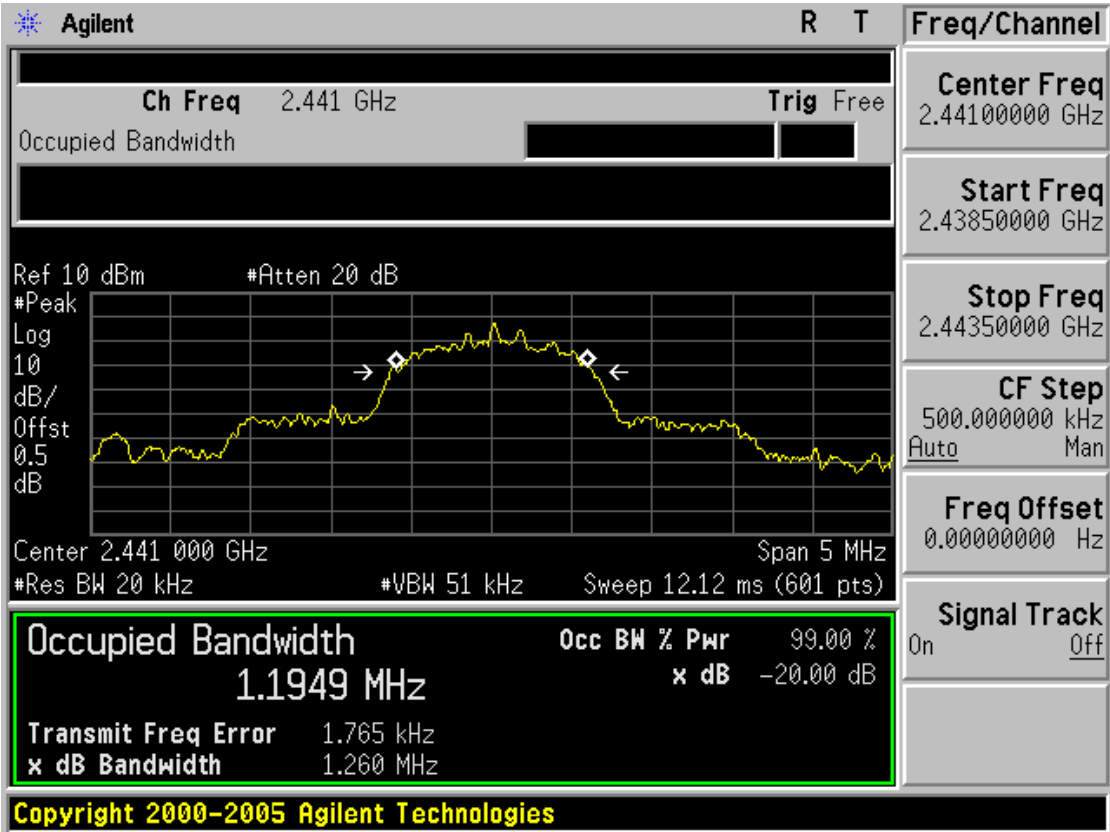 Agilent R T
Freq/Channel
Ch Freq 2.441 GHz Trig Free
Occupied Bandwidth
Center Freq
2.44100000 GHz
Start Freq
2.43850000 GHz
Stop Freq
2.44350000 GHz
CF Step
500.000000 kHz
Auto Man
Freq Offset
0.00000000 Hz
Signal Track
On Off
Ref 10 dBm #Atten 20 dB
#Peak
Log
10
dB/
Offst
0.5
dB
Center 2.441 000 GHz Span 5 MHz
#Res BW 20 kHz #VBW 51 kHz Sweep 12.12 ms (601 pts)
Occupied Bandwidth
1.1949 MHz
Occ BW % Pwr 99.00 %
x dB -20.00 dB
Transmit Freq Error 1.765 kHz
x dB Bandwidth 1.260 MHz
Copyright 2000-2005 Agilent Technologies